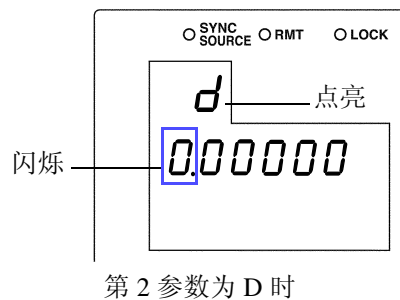 SYNC SOURCE RMT LOCK
d 点亮
闪烁 0.00000
第 2 参数为 D 时